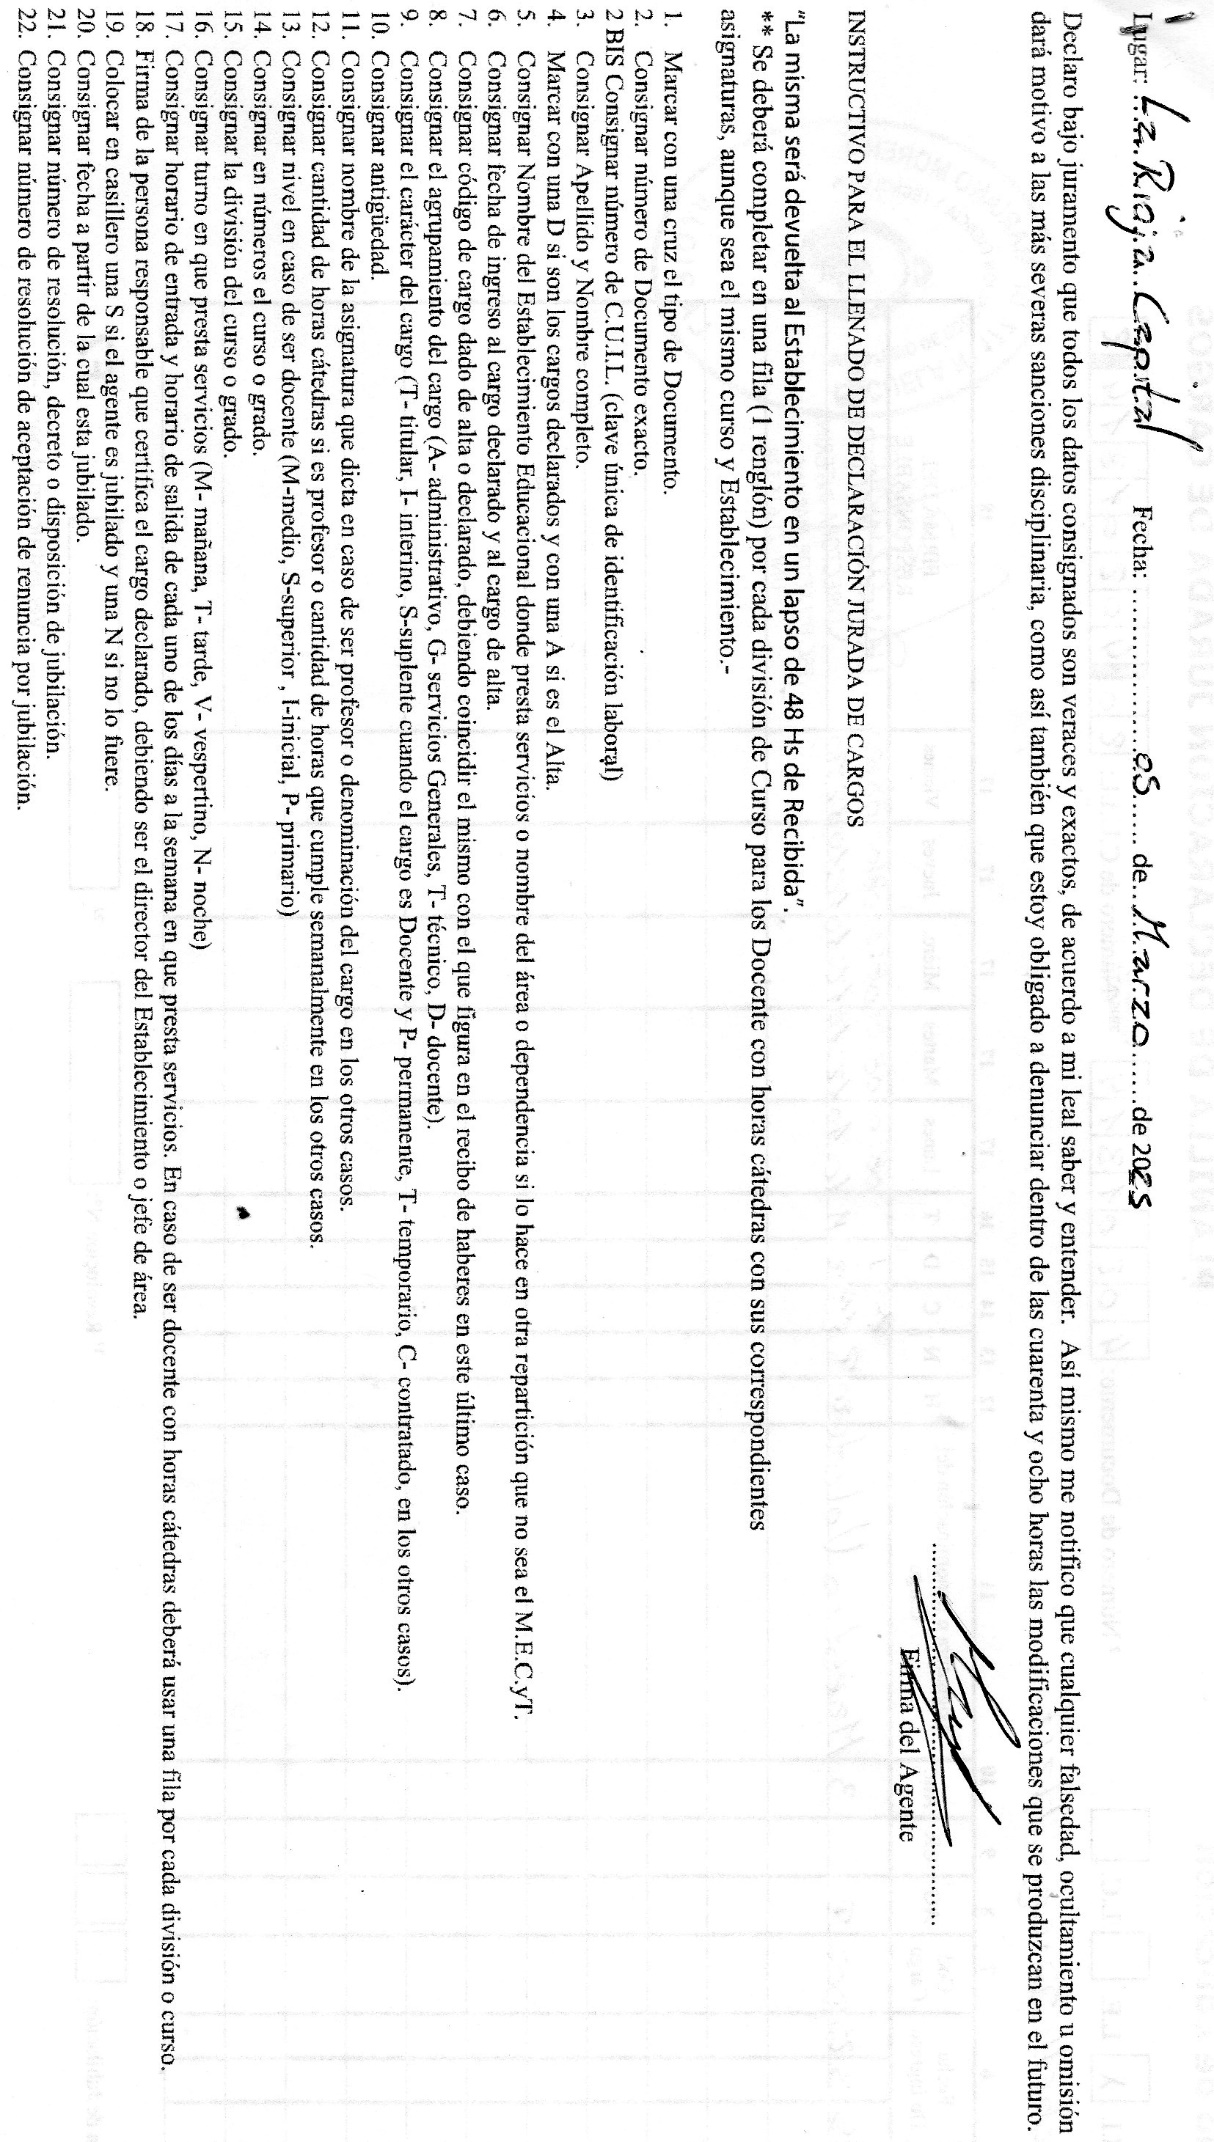 Lugar: ....La Rioja Capital Fecha: ......................05...... de...Marzo.......de 2025
Declaro bajo juramento que todos los datos consignados son veraces y exactos, de acuerdo a mi leal saber y entender. Así mismo me notifico que cualquier falsedad, ocultamiento u omisión
dará motivo a las más severas sanciones disciplinaria, como así también que estoy obligado a denunciar dentro de las cuarenta y ocho horas las modificaciones que se produzcan en el futuro.
Firma del Agente
INSTRUCTIVO PARA EL LLENADO DE DECLARACIÓN JURADA DE CARGOS
“La misma será devuelta al Establecimiento en un lapso de 48 Hs de Recibida”.
** Se deberá completar en una fila (1 renglón) por cada división de Curso para los Docente con horas cátedras con sus correspondientes
asignaturas, aunque sea el mismo curso y Establecimiento.-
1. Marcar con una cruz el tipo de Documento.
2. Consignar número de Documento exacto.
2 BIS Consignar número de C.U.I.L. (clave única de identificación laboral)
3. Consignar Apellido y Nombre completo.
4. Marcar con una D si son los cargos declarados y con una A si es el Alta.
5. Consignar Nombre del Establecimiento Educacional donde presta servicios o nombre del área o dependencia si lo hace en otra repartición que no sea el M.E.C.yT.
6. Consignar fecha de ingreso al cargo declarado y al cargo de alta.
7. Consignar código de cargo dado de alta o declarado, debiendo coincidir el mismo con el que figura en el recibo de haberes en este último caso.
8. Consignar el agrupamiento del cargo (A- administrativo, G- servicios Generales, T- técnico, D- docente).
9. Consignar el carácter del cargo (T- titular, I- interino, S-suplente cuando el cargo es Docente y P- permanente, T- temporario, C- contratado, en los otros casos).
10. Consignar antigüedad.
11. Consignar nombre de la asignatura que dicta en caso de ser profesor o denominación del cargo en los otros casos.
12. Consignar cantidad de horas cátedras si es profesor o cantidad de horas que cumple semanalmente en los otros casos.
13. Consignar nivel en caso de ser docente (M-medio, S-superior , I-inicial, P- primario)
14. Consignar en números el curso o grado.
15. Consignar la división del curso o grado.
16. Consignar turno en que presta servicios (M- mañana, T- tarde, V- vespertino, N- noche)
17. Consignar horario de entrada y horario de salida de cada uno de los días a la semana en que presta servicios. En caso de ser docente con horas cátedras deberá usar una fila por cada división o curso.
18. Firma de la persona responsable que certifica el cargo declarado, debiendo ser el director del Establecimiento o jefe de área.
19. Colocar en casillero una S si el agente es jubilado y una N si no lo fuere.
20. Consignar fecha a partir de la cual esta jubilado.
21. Consignar número de resolución, decreto o disposición de jubilación.
22. Consignar número de resolución de aceptación de renuncia por jubilación.